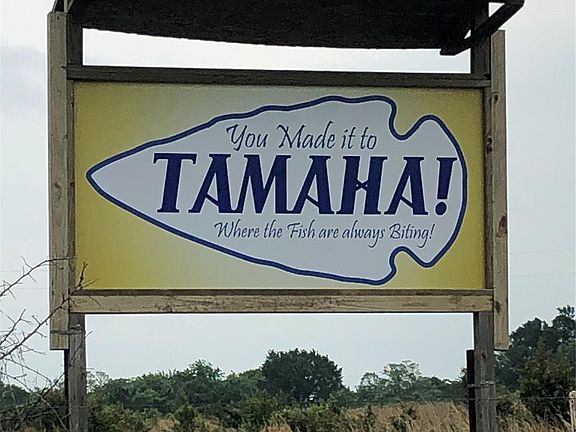 You Made it to
TAMAHA!
Where the Fish are always Biting!